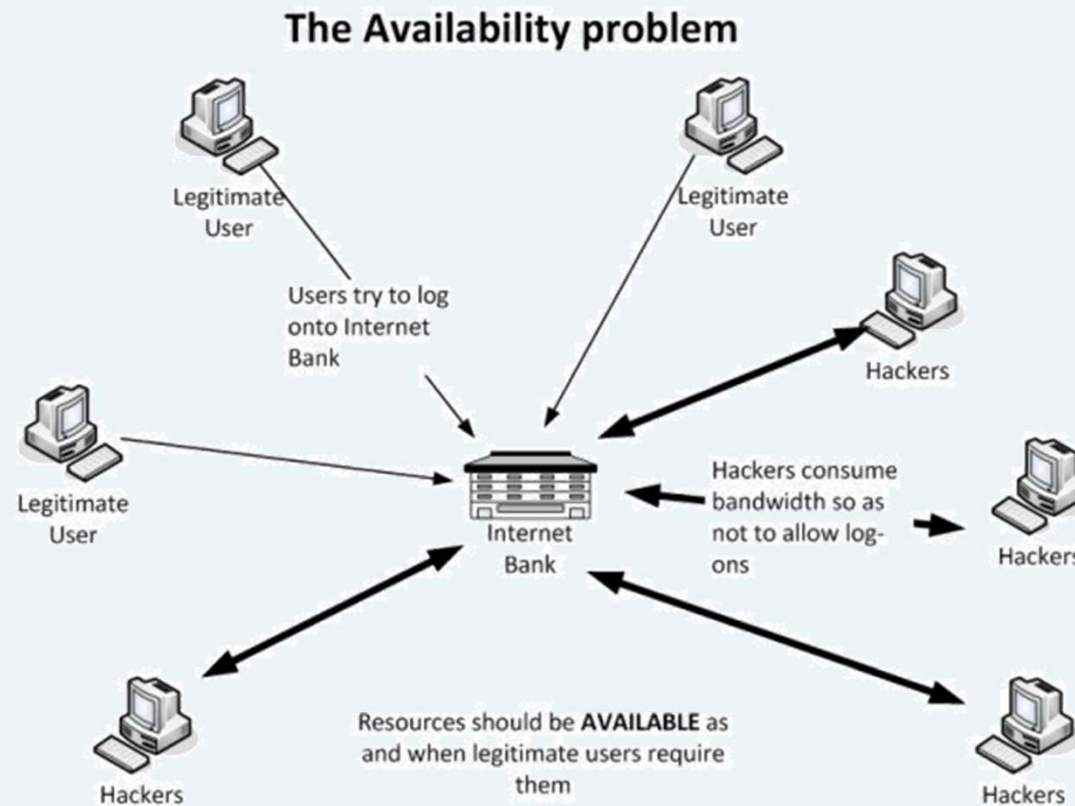 The Availability problem
Legitimate
User
Legitimate
User
Users try to log
onto Internet
Bank
Hackers
Legitimate
User
Internet
Bank
Hackers consume
bandwidth so as
not to allow log-
ons
Hackers
Hackers
Resources should be AVAILABLE as
and when legitimate users require
them
Hackers